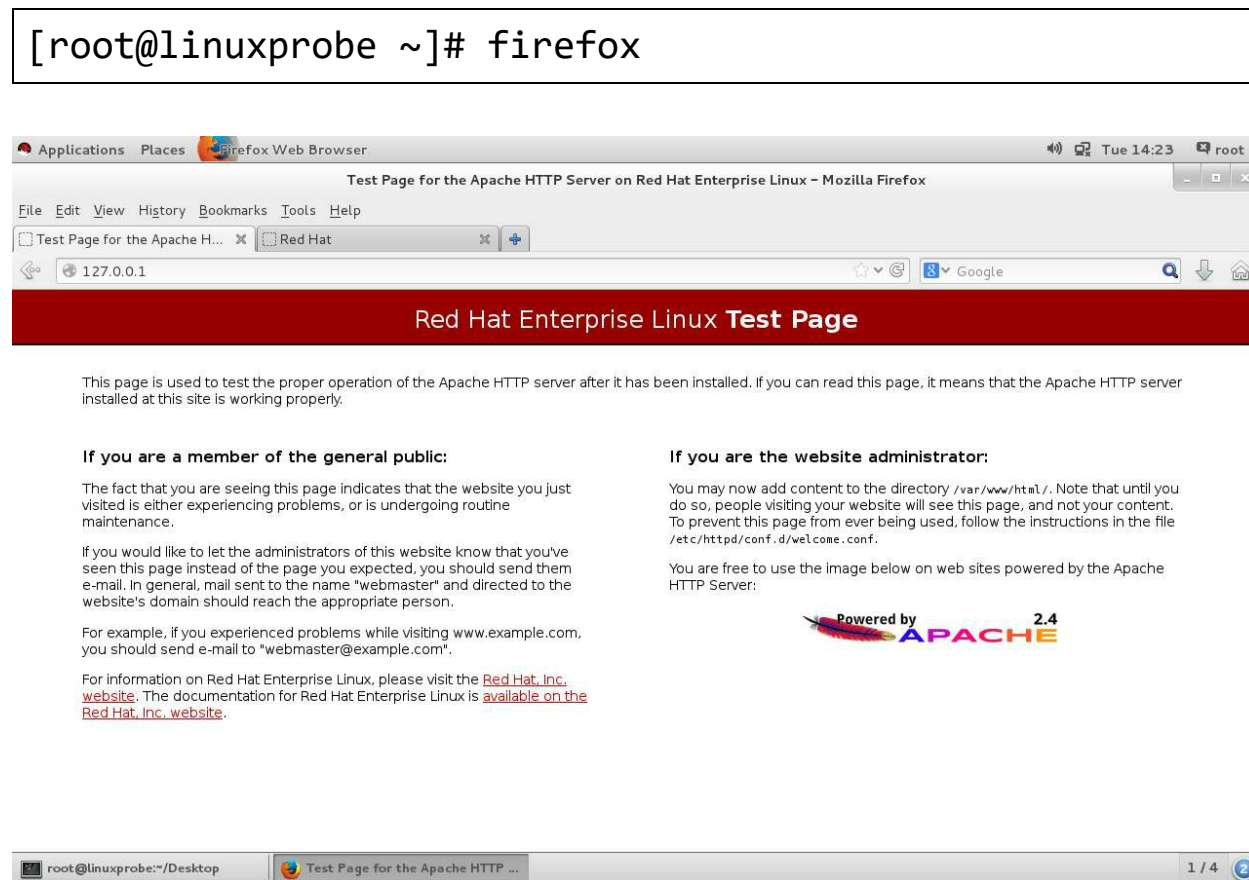 [root@linuxprobe ~]# firefox
Applications Places Firefox Web Browser Tue 14:23 root
Test Page for the Apache HTTP Server on Red Hat Enterprise Linux - Mozilla Firefox
File Edit View History Bookmarks Tools Help
Test Page for the Apache H... Red Hat
127.0.0.1 Google
Red Hat Enterprise Linux Test Page
This page is used to test the proper operation of the Apache HTTP server after it has been installed. If you can read this page, it means that the Apache HTTP server
installed at this site is working properly.
If you are a member of the general public:
The fact that you are seeing this page indicates that the website you just
visited is either experiencing problems, or is undergoing routine
maintenance.
If you would like to let the administrators of this website know that you've
seen this page instead of the page you expected, you should send them
e-mail. In general, mail sent to the name "webmaster" and directed to the
website's domain should reach the appropriate person.
For example, if you experienced problems while visiting www.example.com,
you should send e-mail to "webmaster@example.com".
For information on Red Hat Enterprise Linux, please visit the Red Hat, Inc.
website. The documentation for Red Hat Enterprise Linux is available on the
Red Hat, Inc. website.
If you are the website administrator:
You may now add content to the directory /var/www/html/. Note that until you
do so, people visiting your website will see this page, and not your content.
To prevent this page from ever being used, follow the instructions in the file
/etc/httpd/conf.d/welcome.conf.
You are free to use the image below on web sites powered by the Apache
HTTP Server:
Powered by 2.4
APACHE
root@linuxprobe:~/Desktop Test Page for the Apache HTTP ... 1 / 4 2